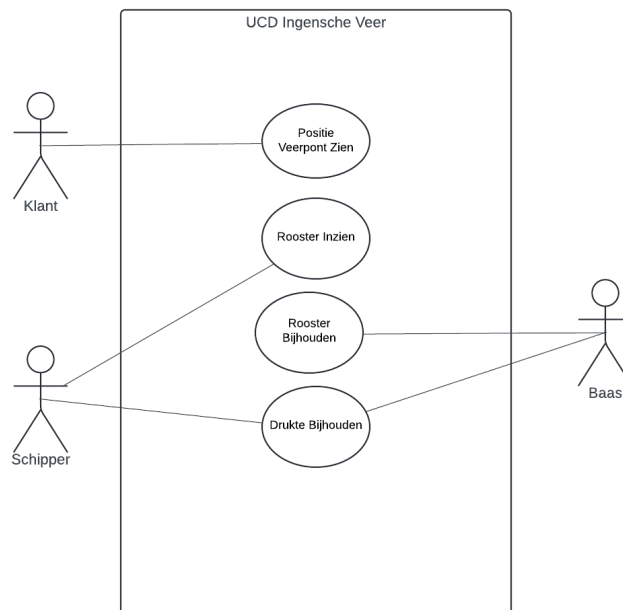 UCD Ingensche Veer
Positie
Veerpont Zien
Klant
Rooster Inzien
Rooster
Bijhouden
Baas
Drukte Bijhouden
Schipper